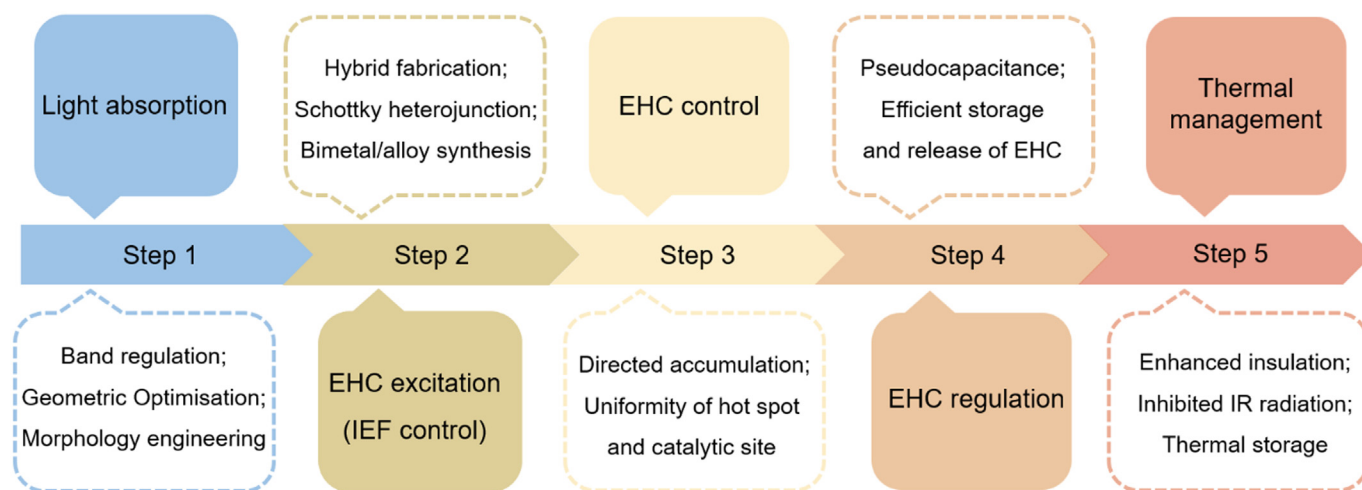 Light absorption
Hybrid fabrication;
Schottky heterojunction;
Bimetal/alloy synthesis
EHC control
Pseudocapacitance;
Efficient storage
and release of EHC
Thermal
management
Step 1
Step 2
Step 3
Step 4
Step 5
Band regulation;
Geometric Optimisation;
Morphology engineering
EHC excitation
(IEF control)
Directed accumulation;
Uniformity of hot spot
and catalytic site
EHC regulation
Enhanced insulation;
Inhibited IR radiation;
Thermal storage